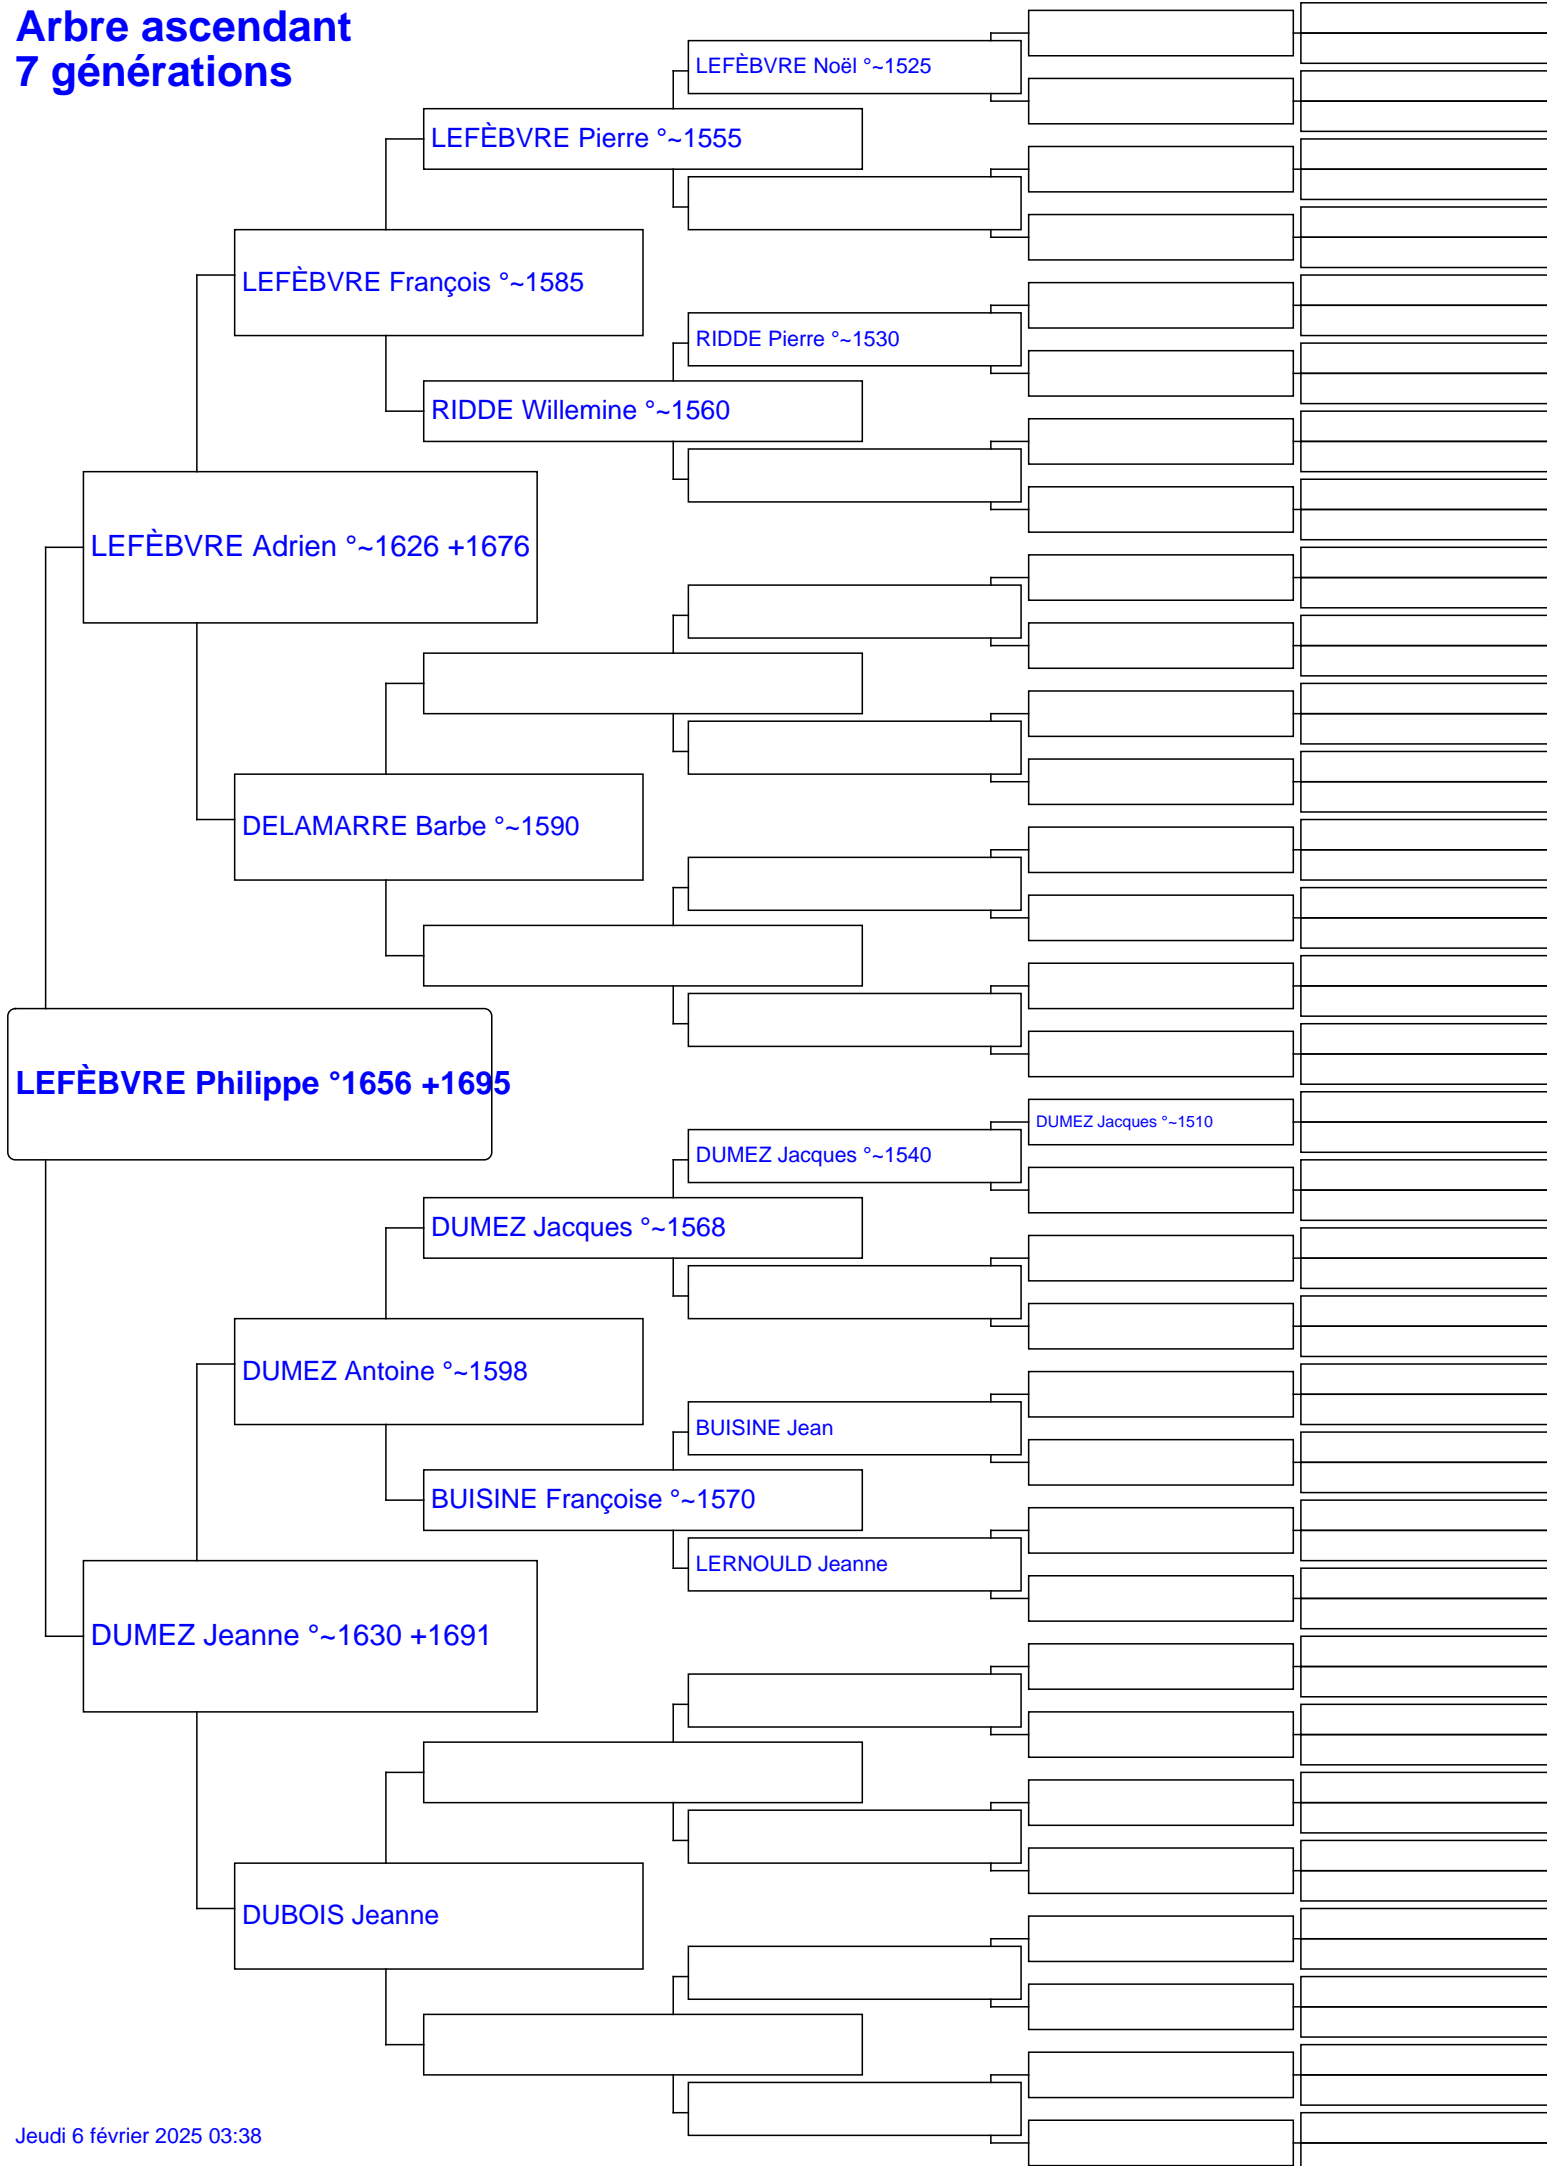 Arbre ascendant
7 générations
LEFÈBVRE Noël °~1525
LEFÈBVRE Pierre °~1555
LEFÈBVRE François °~1585
RIDDE Pierre °~1530
RIDDE Willemine °~1560
LEFÈBVRE Adrien °~1626 +1676
DELAMARRE Barbe °~1590
LEFÈBVRE Philippe °1656 +1695
DUMEZ Jacques °~1510
DUMEZ Jacques °~1540
DUMEZ Jacques °~1568
DUMEZ Antoine °~1598
BUISINE Jean
BUISINE Françoise °~1570
LERNOULD Jeanne
DUMEZ Jeanne °~1630 +1691
DUBOIS Jeanne
Jeudi 6 février 2025 03:38